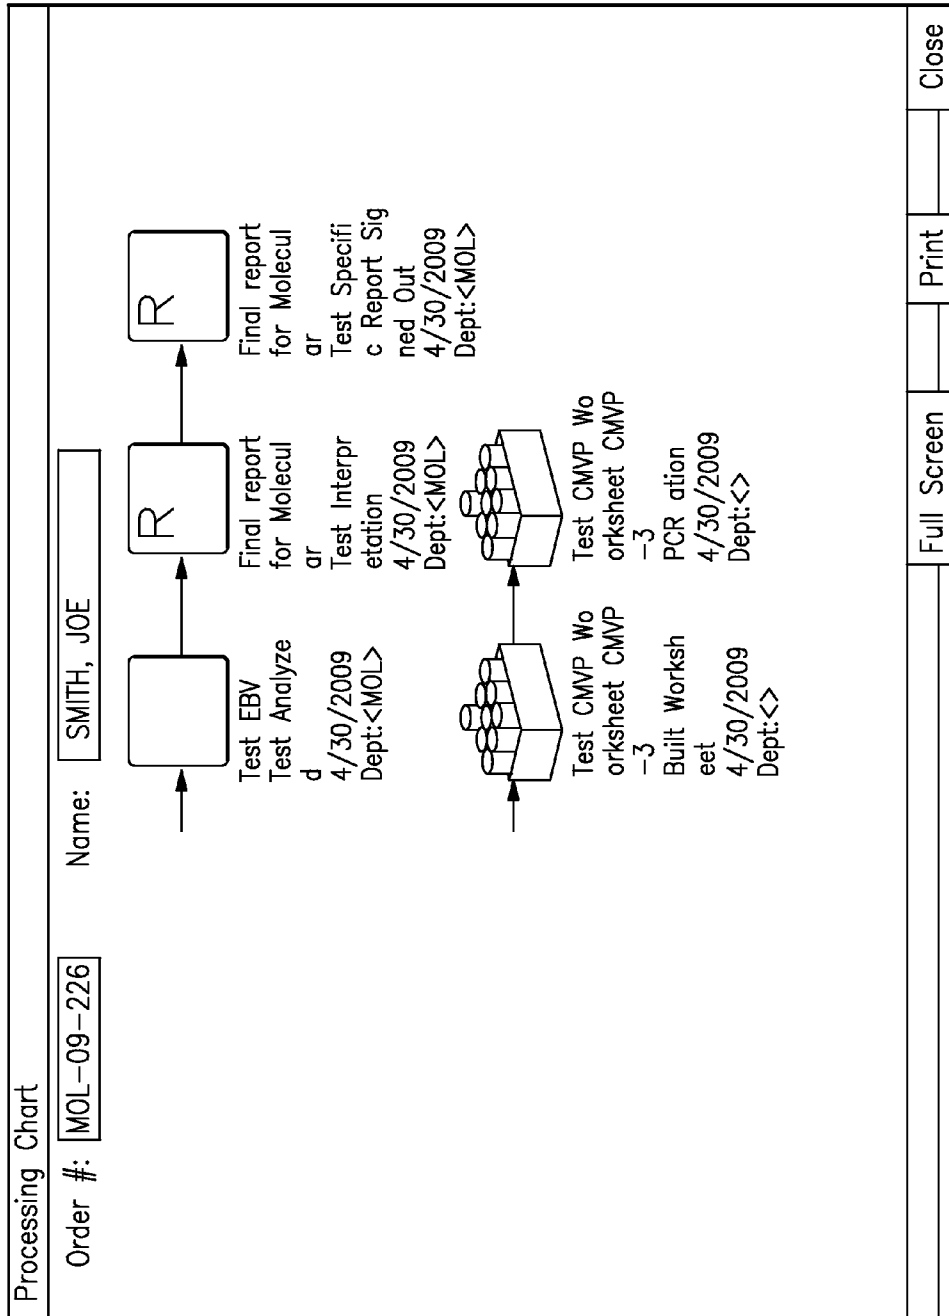 Processing Chart
Order #: MOL-09-226 Name: SMITH, JOE
Test EBV
Test Analyze
d
4/30/2009
Dept:<MOL>
R
Final report
for Molecul
ar
Test Interpr
etation
4/30/2009
Dept:<MOL>
R
Final report
for Molecul
ar
Test Specifi
c Report Sig
ned Out
4/30/2009
Dept:<MOL>
Test CMVP Wo
orksheet CMVP
-3
Built Worksh
eet
4/30/2009
Dept:<>
Test CMVP Wo
orksheet CMVP
-3
PCR ation
4/30/2009
Dept:<>
Full Screen
Print
Close